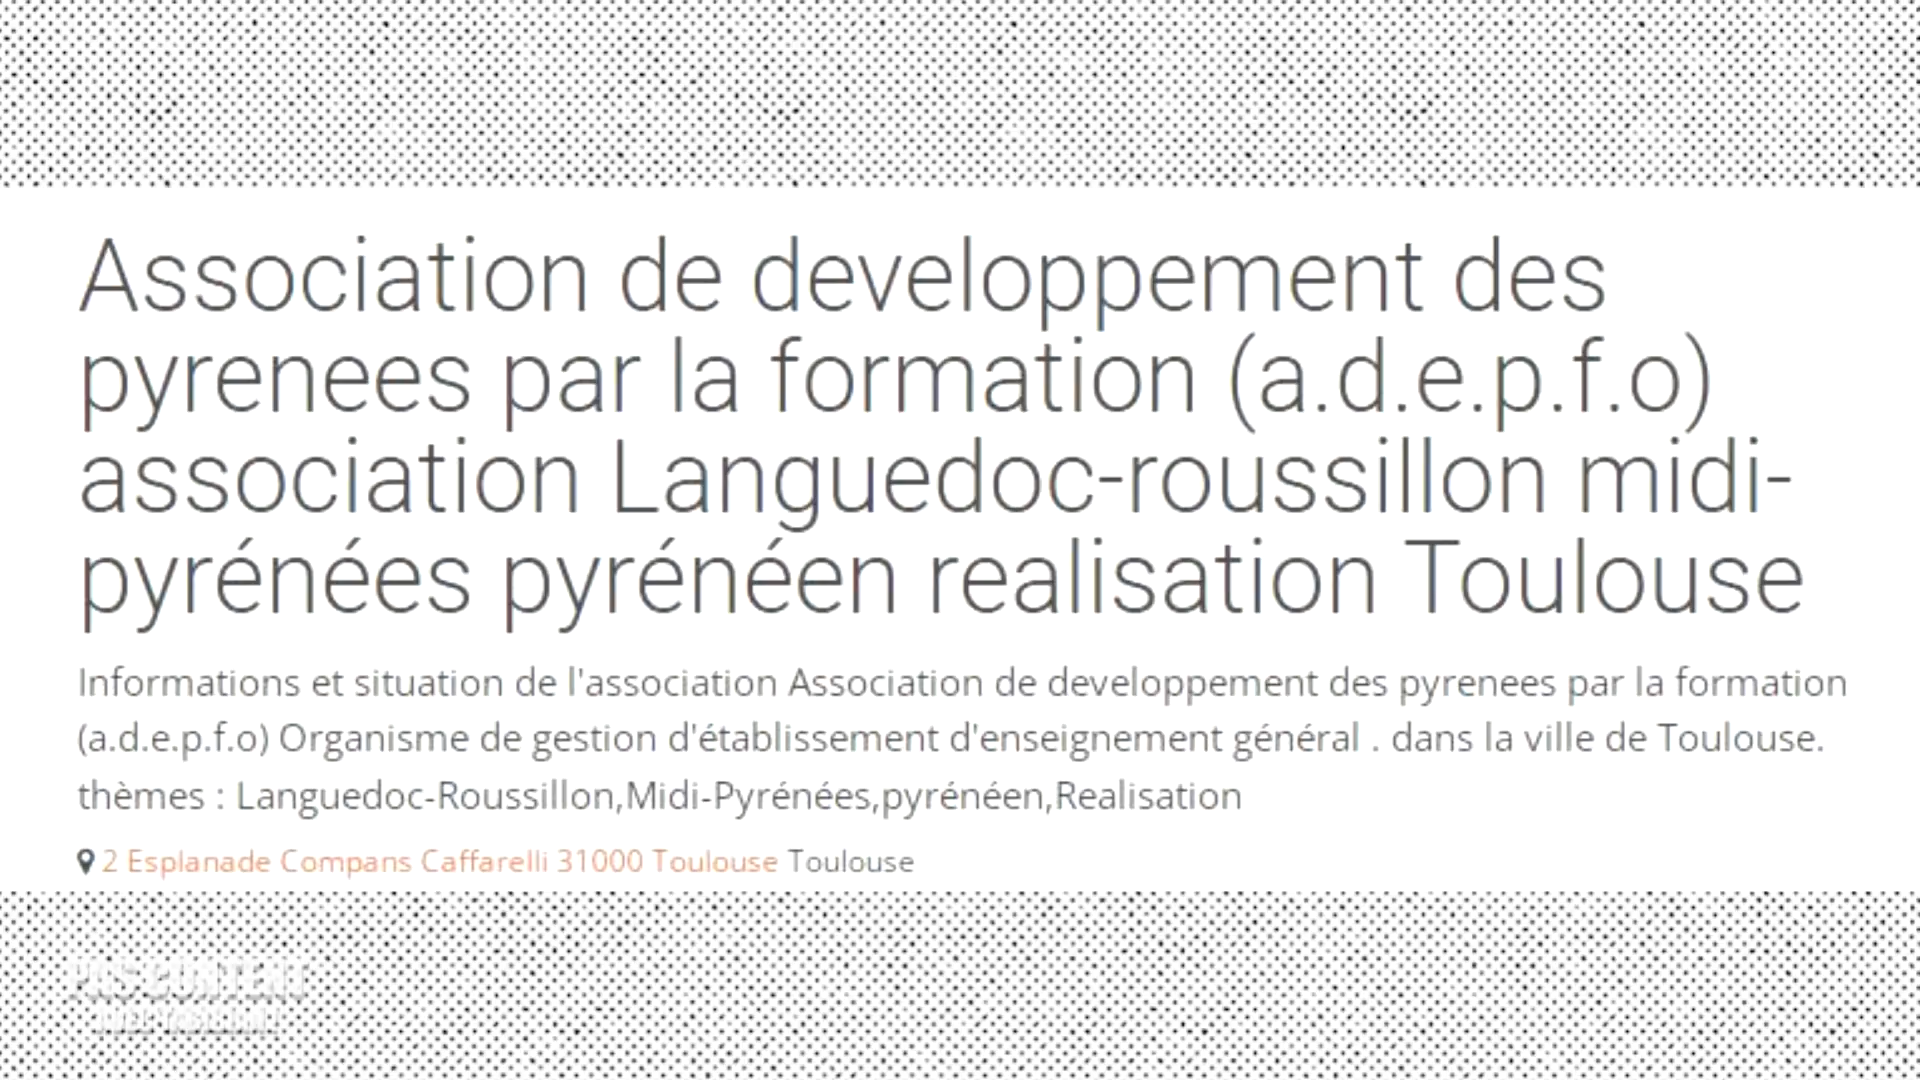 Association de developpement des
pyrenees par la formation (a.d.e.p.f.o)
association Languedoc-roussillon midi-
pyrénées pyrénéen realisation Toulouse
Informations et situation de l'association Association de developpement des pyrenees par la formation
(a.d.e.p.f.o) Organisme de gestion d'établissement d'enseignement général . dans la ville de Toulouse.
thèmes : Languedoc-Roussillon,Midi-Pyrénées,pyrénéen,Realisation
2 Esplanade Compans Caffarelli 31000 Toulouse Toulouse
PAS CONTENT